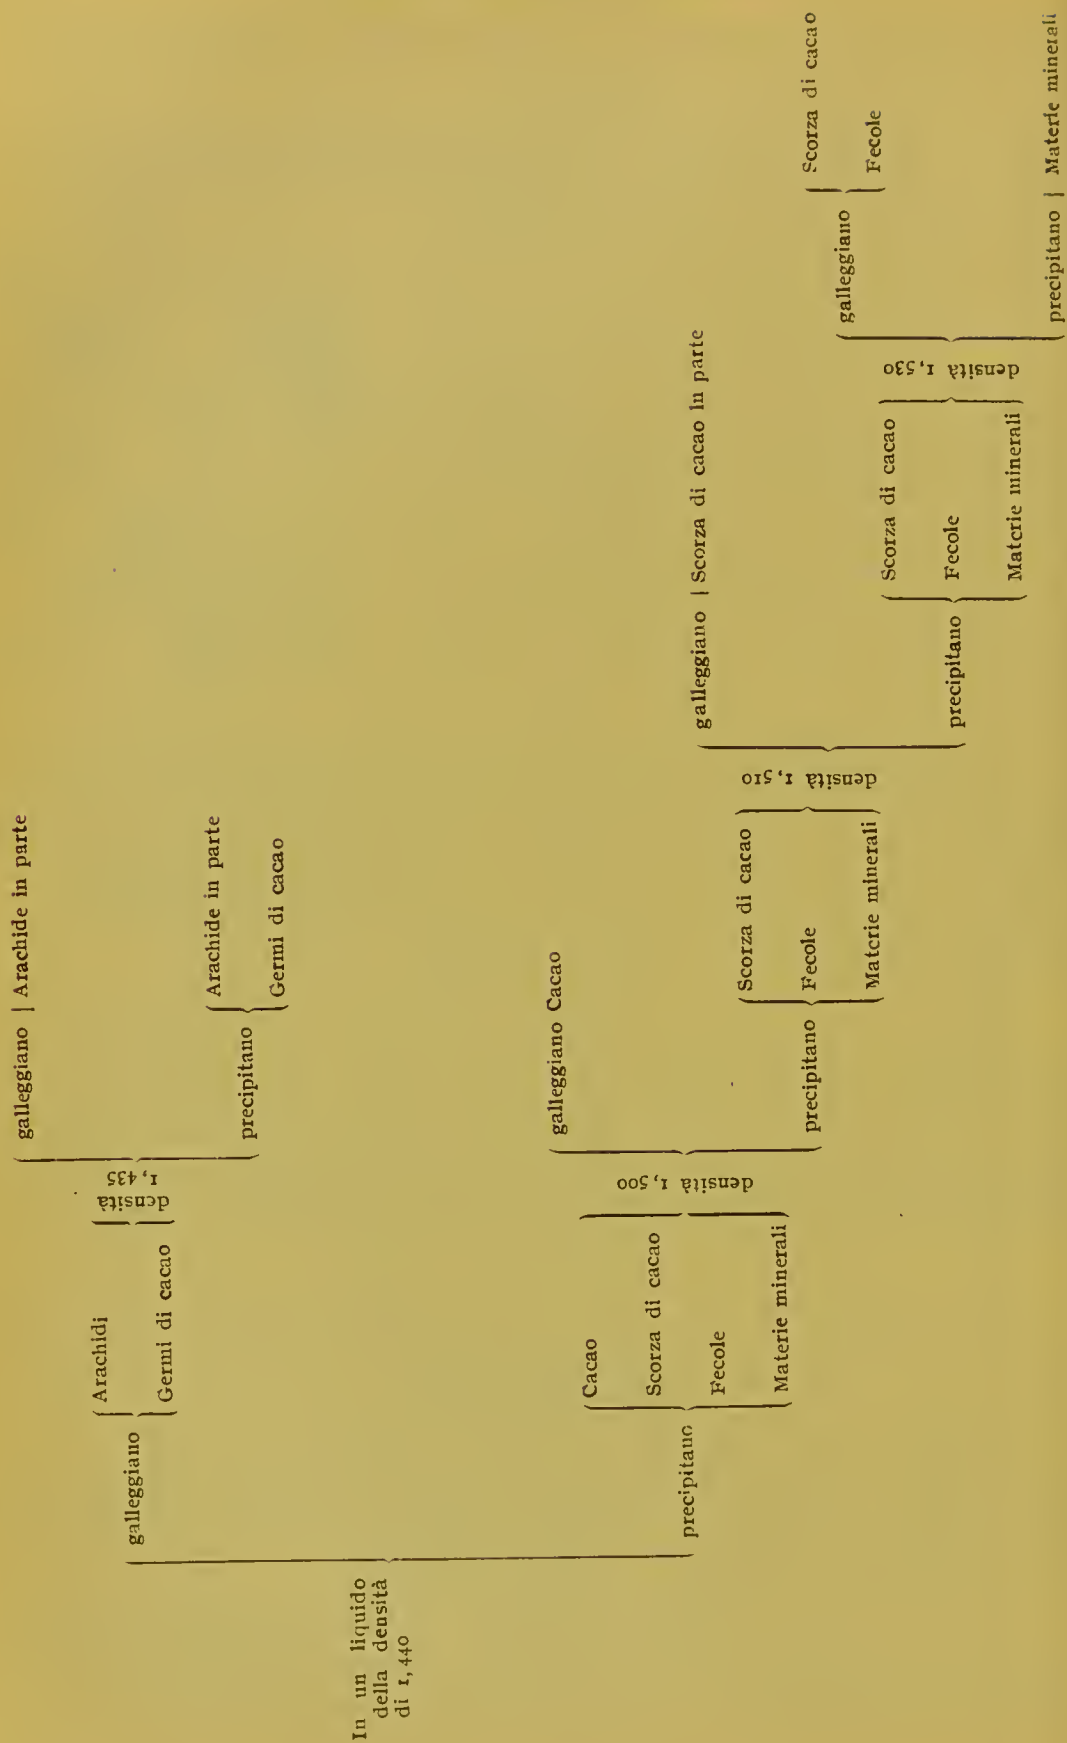 In un liquido
della densità
di 1,440
galleggiano
Arachidi
Germi di cacao
densità
1,435
galleggiano | Arachide in parte
precipitano
Arachide in parte
Germi di cacao
precipitano
Cacao
Scorza di cacao
Fecole
Materie minerali
densità 1,500
galleggiano Cacao
precipitano
Scorza di cacao
Fecole
Materie minerali
densità 1,510
galleggiano | Scorza di cacao in parte
precipitano
Scorza di cacao
Fecole
Materie minerali
densità 1,530
galleggiano
Scorza di cacao
Fecole
precipitano | Materie minerali